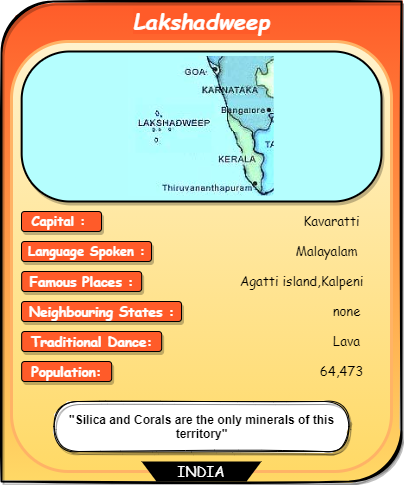 Lakshadweep
GOA
KARNATAKA
Bangalore
LAKSHADWEEP
TA
KERALA
Thiruvananthapuram
Capital : Kavaratti
Language Spoken : Malayalam
Famous Places : Agatti island,Kalpeni
Neighbouring States : none
Traditional Dance: Lava
Population: 64,473
"Silica and Corals are the only minerals of this
territory"
INDIA